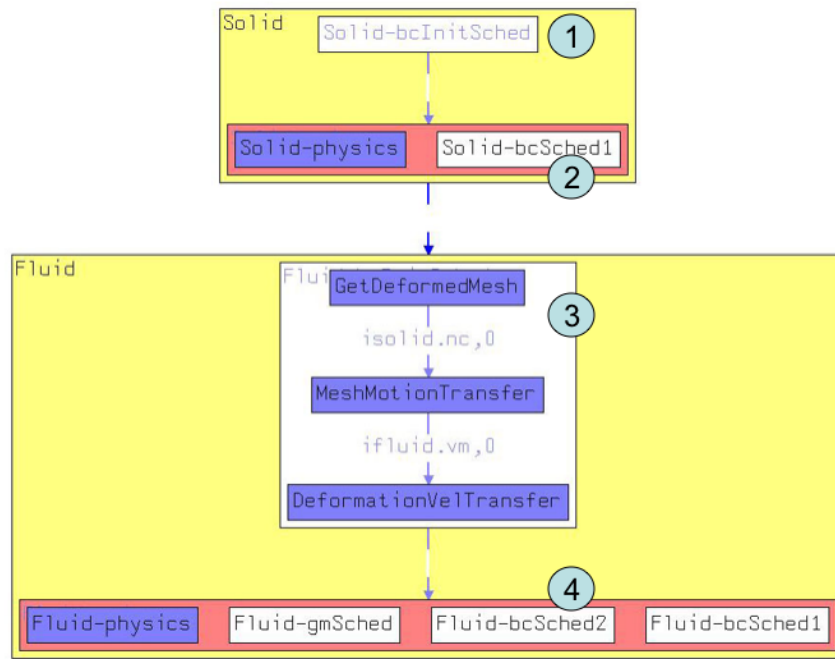 Solid
Solid-bcInitSched
1
Solid-physics Solid-bcSched1
2
Fluid
GetDeformedMesh
3
isolid.nc,0
MeshMotionTransfer
ifluid.vm,0
DeformationVelTransfer
4
Fluid-physics Fluid-gmSched Fluid-bcSched2 Fluid-bcSched1